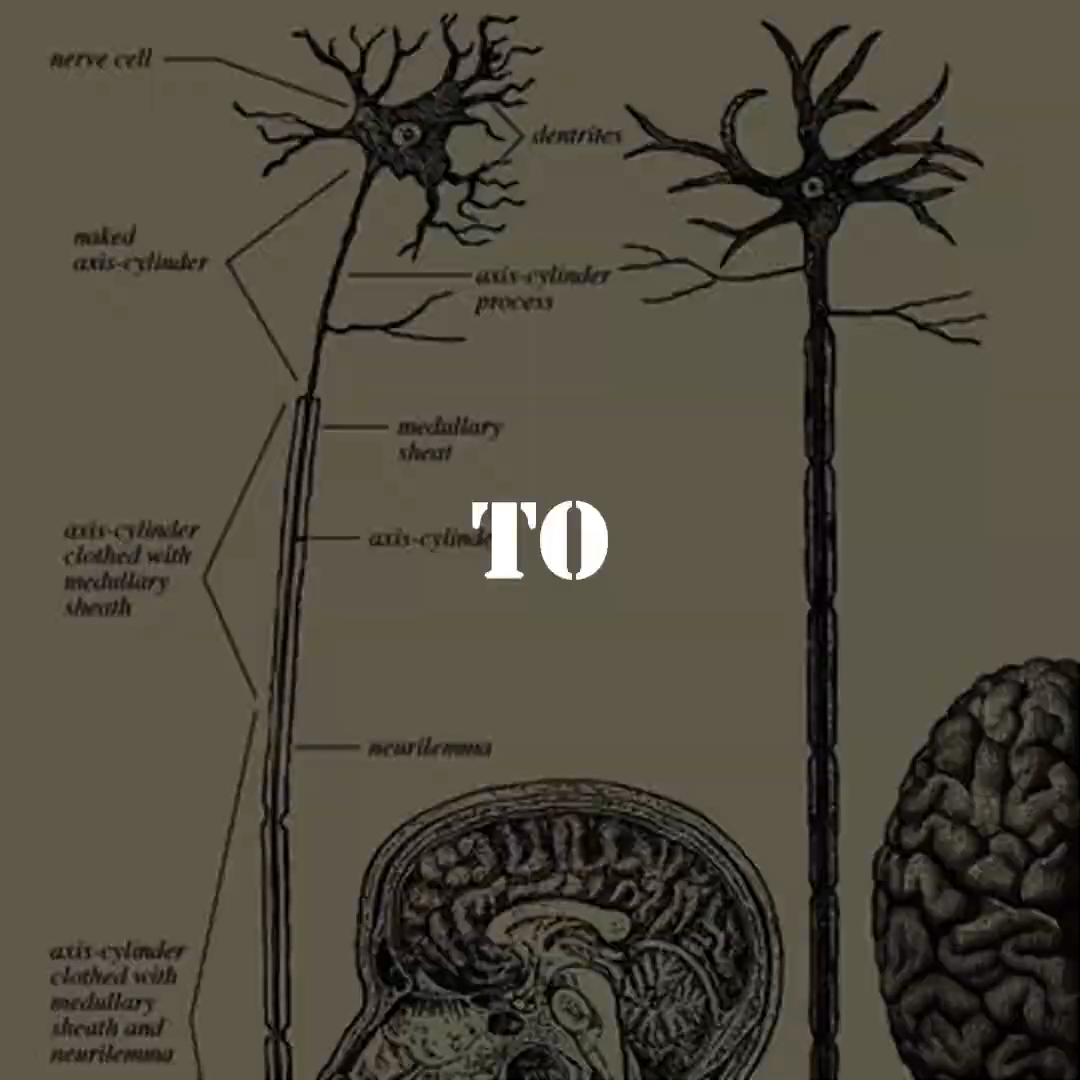 nerve cell
dentrites
naked
axis-cylinder
axis-cylinder
process
medullary
sheat
TO
axis-cylinde
axis-cylinder
clothed with
medullary
sheath
neurilemma
axis-cylinder
clothed with
medullary
sheath and
neurilemma